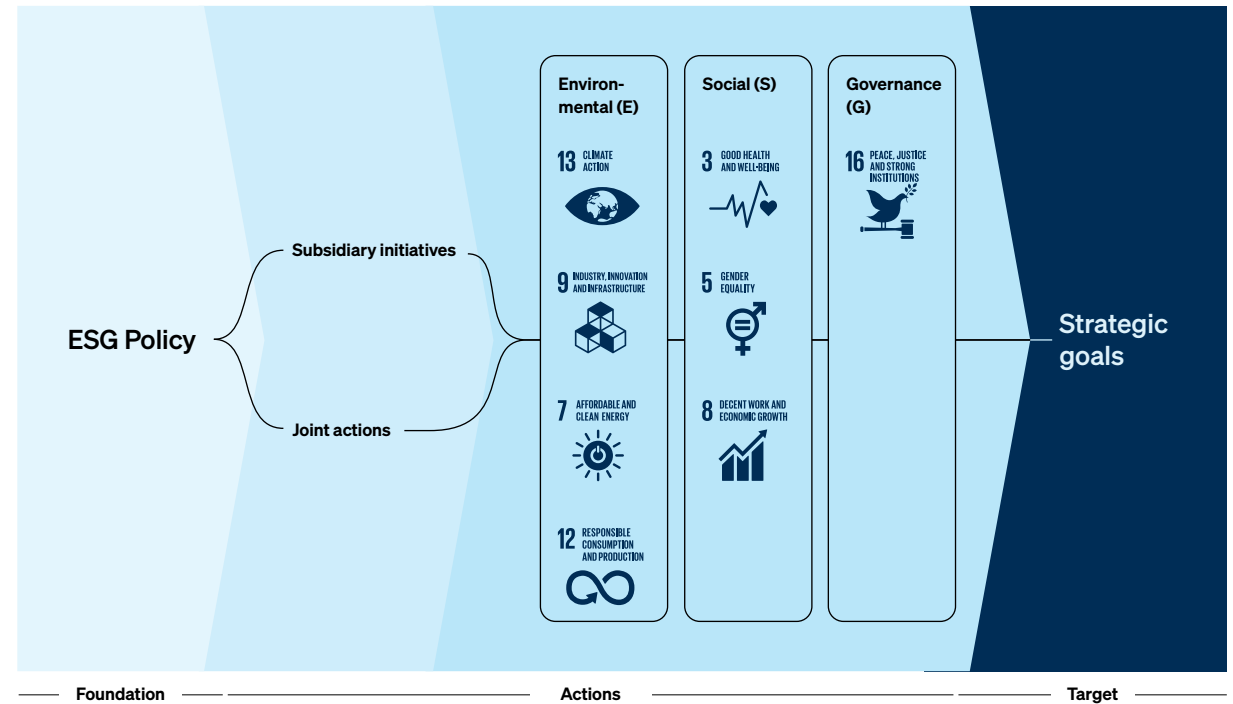 ESG Policy
Subsidiary initiatives
Joint actions
Environ-
mental (E)
13 CLIMATE
ACTION
9 INDUSTRY, INNOVATION
AND INFRASTRUCTURE
7 AFFORDABLE AND
CLEAN ENERGY
12 RESPONSIBLE
CONSUMPTION
AND PRODUCTION
Social (S)
3 GOOD HEALTH
AND WELL-BEING
5 GENDER
EQUALITY
8 DECENT WORK AND
ECONOMIC GROWTH
Governance
(G)
16 PEACE, JUSTICE
AND STRONG
INSTITUTIONS
Strategic
goals
Foundation
Actions
Target